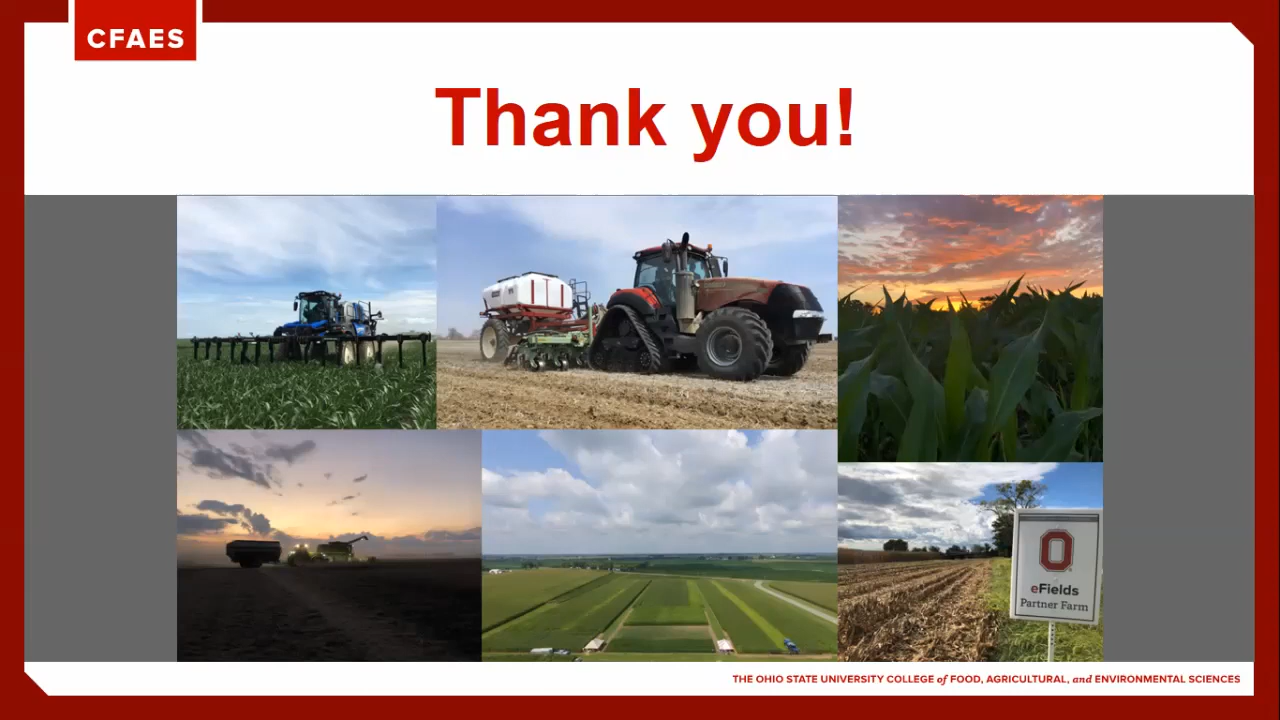 CFAES
Thank you!
O
eFields
Partner Farm
THE OHIO STATE UNIVERSITY COLLEGE of FOOD, AGRICULTURAL, and ENVIRONMENTAL SCIENCES